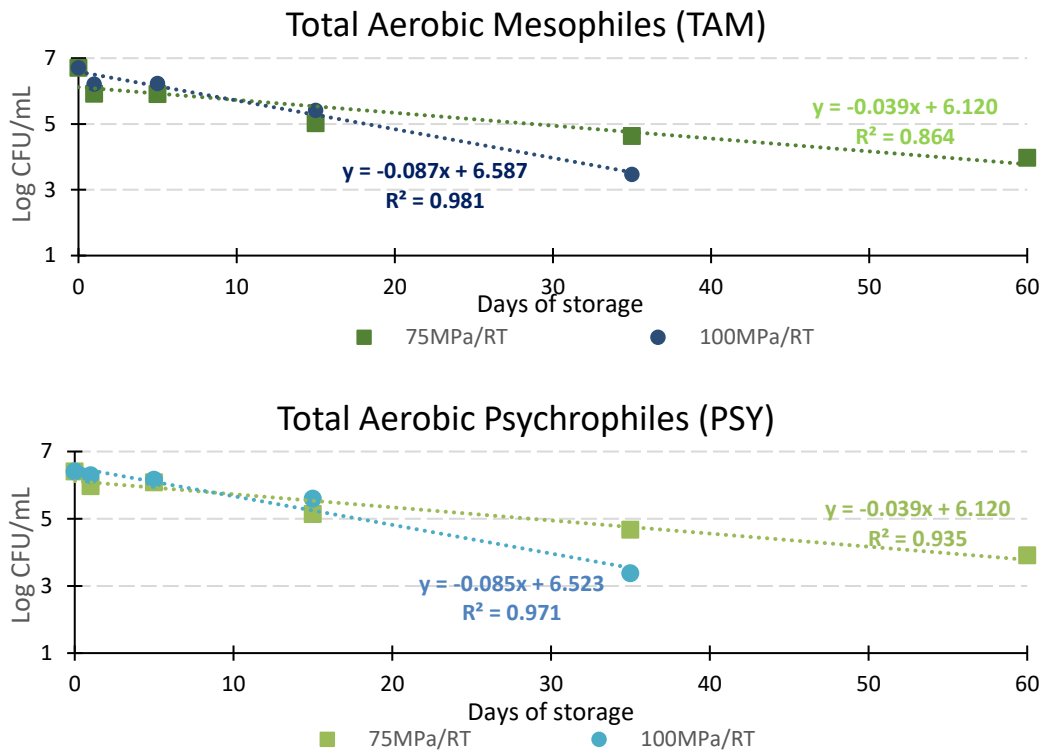 Total Aerobic Mesophiles (TAM)
7
5
3
1
Log CFU/mL
y = -0.039x + 6.120
R² = 0.864
y = -0.087x + 6.587
R² = 0.981
0 10 20 30 40 50 60
Days of storage
75MPa/RT 100MPa/RT
Total Aerobic Psychrophiles (PSY)
7
5
3
1
Log CFU/mL
y = -0.039x + 6.120
R² = 0.935
y = -0.085x + 6.523
R² = 0.971
0 10 20 30 40 50 60
Days of storage
75MPa/RT 100MPa/RT